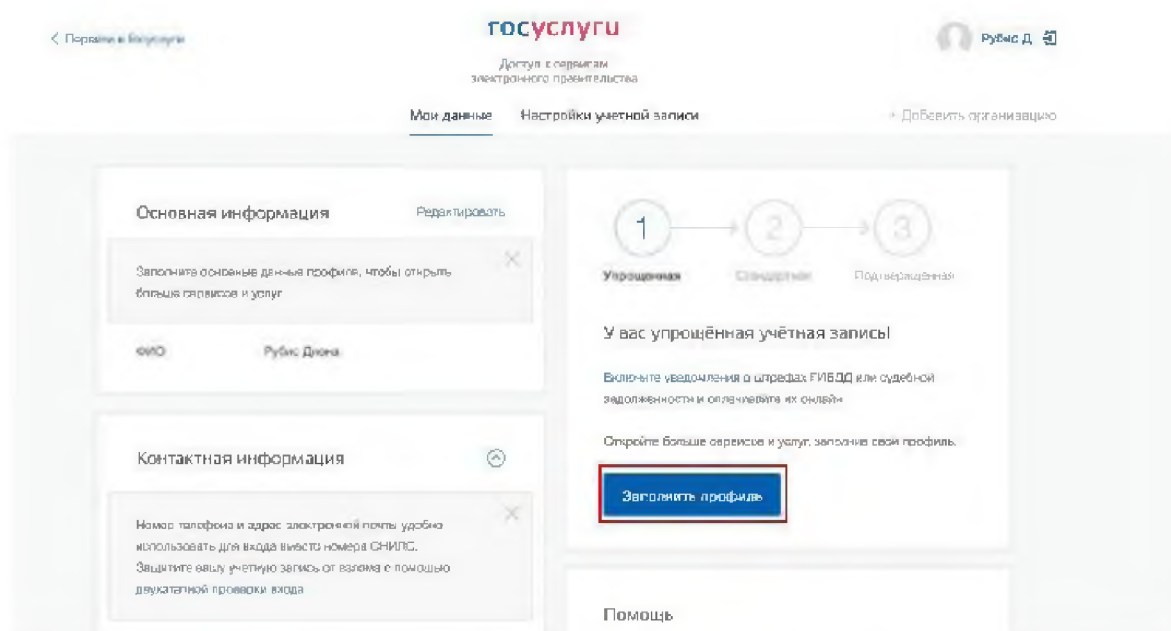 Перейти в Госуслуги
госуслуги
Рубис Д
Доступ к сервисам
электронного правительства
Мои данные
Настройки учетной записи
+ Добавить организацию
Основная информация
Редактировать
Заполните основные данные профиля, чтобы открыть
больше сервисов и услуг
ФИО
Рубис Диона
Контактная информация
Номер телефона и адрес электронной почты удобно
использовать для входа вместо номера СНИЛС.
Защитите вашу учетную запись от взлома с помощью
двухэтапной проверки входа
1
2
3
Упрощенная
Стандартная
Подтвержденная
У вас упрощённая учётная запись!
Включите уведомления о штрафах ГИБДД или судебной
задолженности и оплачивайте их онлайн
Откройте больше сервисов и услуг, заполнив свой профиль.
Заполнить профиль
Помощь